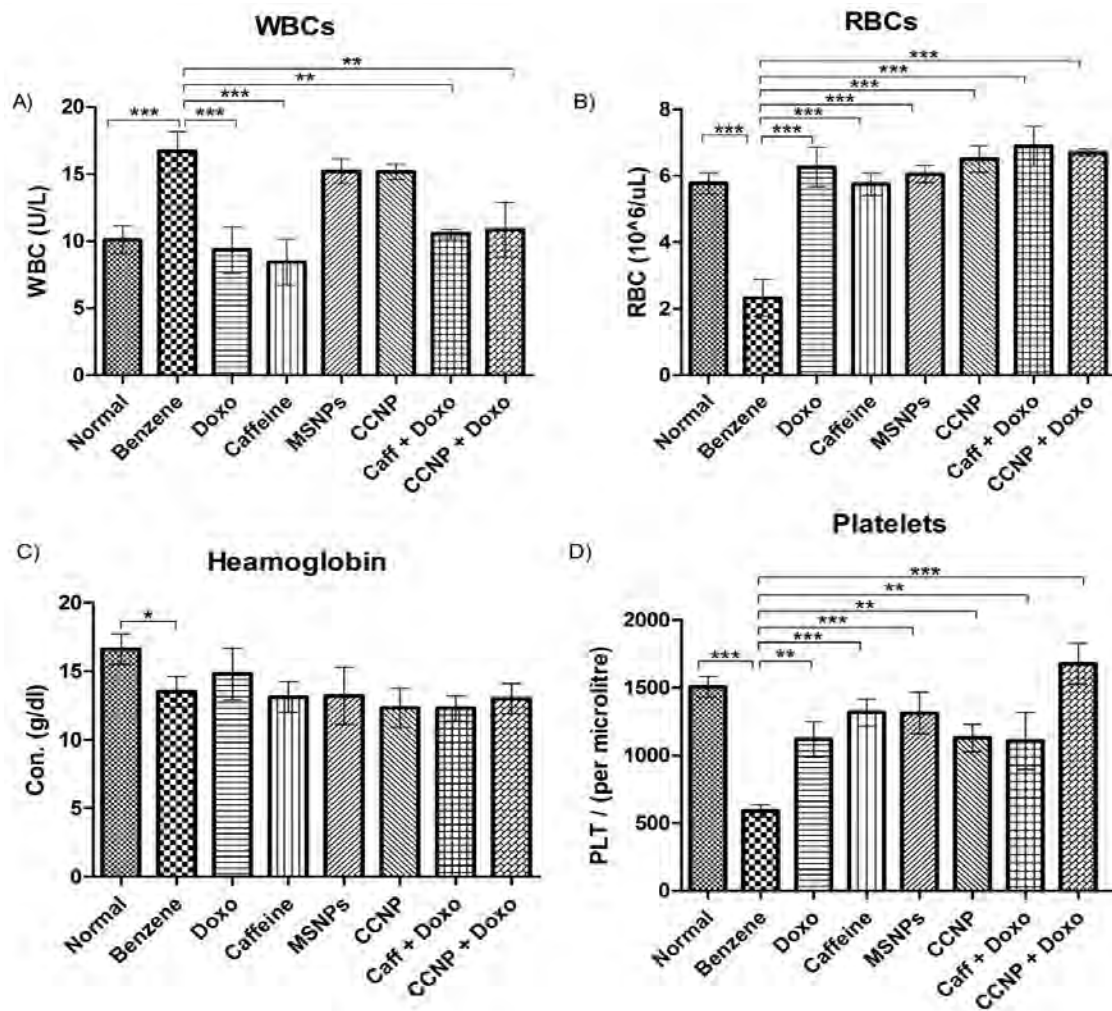 WBCs
**
**
***
*** ***
A)
WBC (U/L)
20
15
10
5
0
Normal
Benzene
Doxo
Caffeine
MSNPs
CCNP
Caff + Doxo
CCNP + Doxo
RBCs
***
***
***
***
***
*** ***
B)
RBC (10^6/uL)
8
6
4
2
0
Normal
Benzene
Doxo
Caffeine
MSNPs
CCNP
Caff + Doxo
CCNP + Doxo
C)
Heamoglobin
*
Con. (g/dl)
20
15
10
5
0
Normal
Benzene
Doxo
Caffeine
MSNPs
CCNP
Caff + Doxo
CCNP + Doxo
Platelets
D)
***
**
**
***
***
*** **
PLT / (per microlitre)
2000
1500
1000
500
0
Normal
Benzene
Doxo
Caffeine
MSNPs
CCNP
Caff + Doxo
CCNP + Doxo